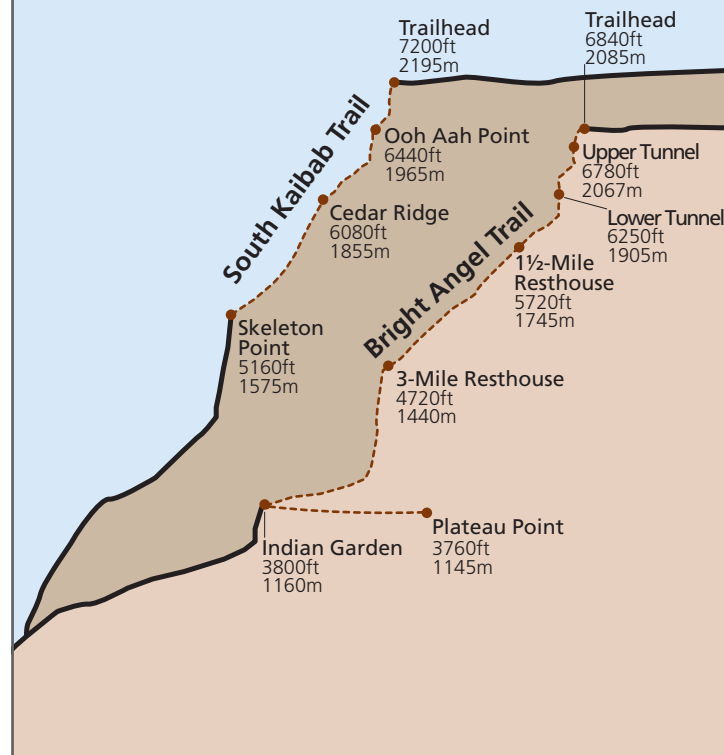 Trailhead
7200ft
2195m
Trailhead
6840ft
2085m
South Kaibab Trail
Ooh Aah Point
6440ft
1965m
Upper Tunnel
6780ft
2067m
Cedar Ridge
6080ft
1855m
Lower Tunnel
6250ft
1905m
Bright Angel Trail
1½-Mile
Resthouse
5720ft
1745m
Skeleton
Point
5160ft
1575m
3-Mile Resthouse
4720ft
1440m
Plateau Point
3760ft
1145m
Indian Garden
3800ft
1160m